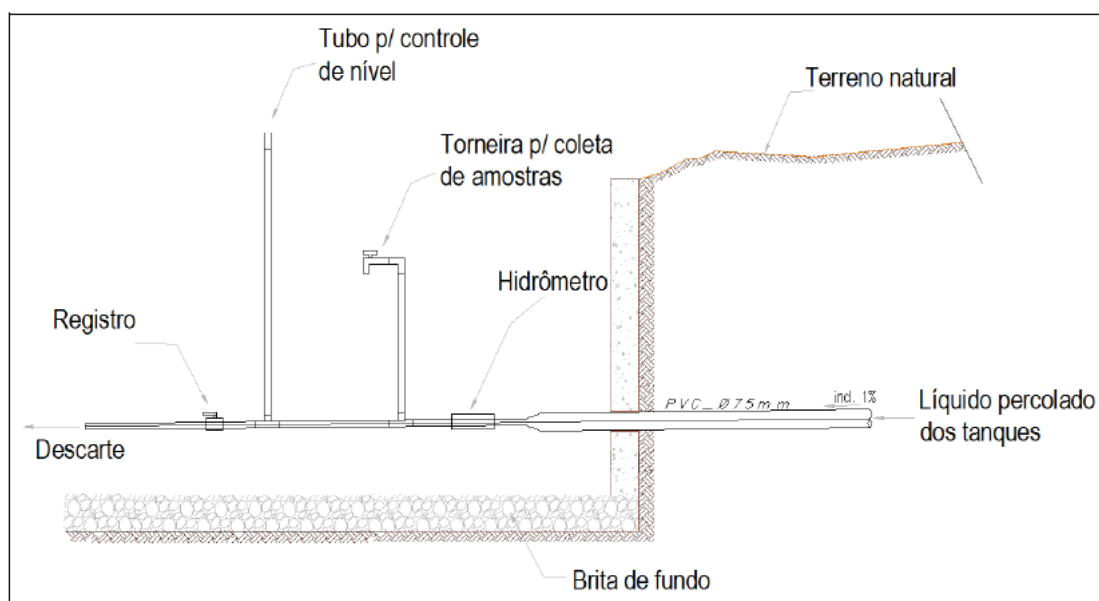 Tubo p/ controle
de nível
Terreno natural
Torneira p/ coleta
de amostras
Hidrômetro
Registro
PVC_Ø75mm
incl. 1%
Líquido percolado
dos tanques
Descarte
Brita de fundo